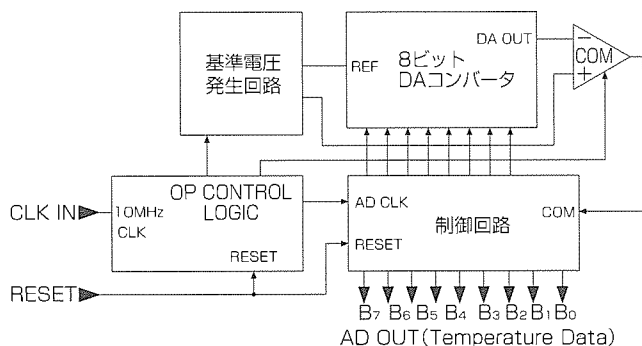 基準電圧
発生回路
REF
8ビット
DAコンバータ
DA OUT
−
COM
+
CLK IN
10MHz
CLK
OP CONTROL
LOGIC
RESET
RESET
AD CLK
RESET
制御回路
COM
B7 B6 B5 B4 B3 B2 B1 B0
AD OUT(Temperature Data)